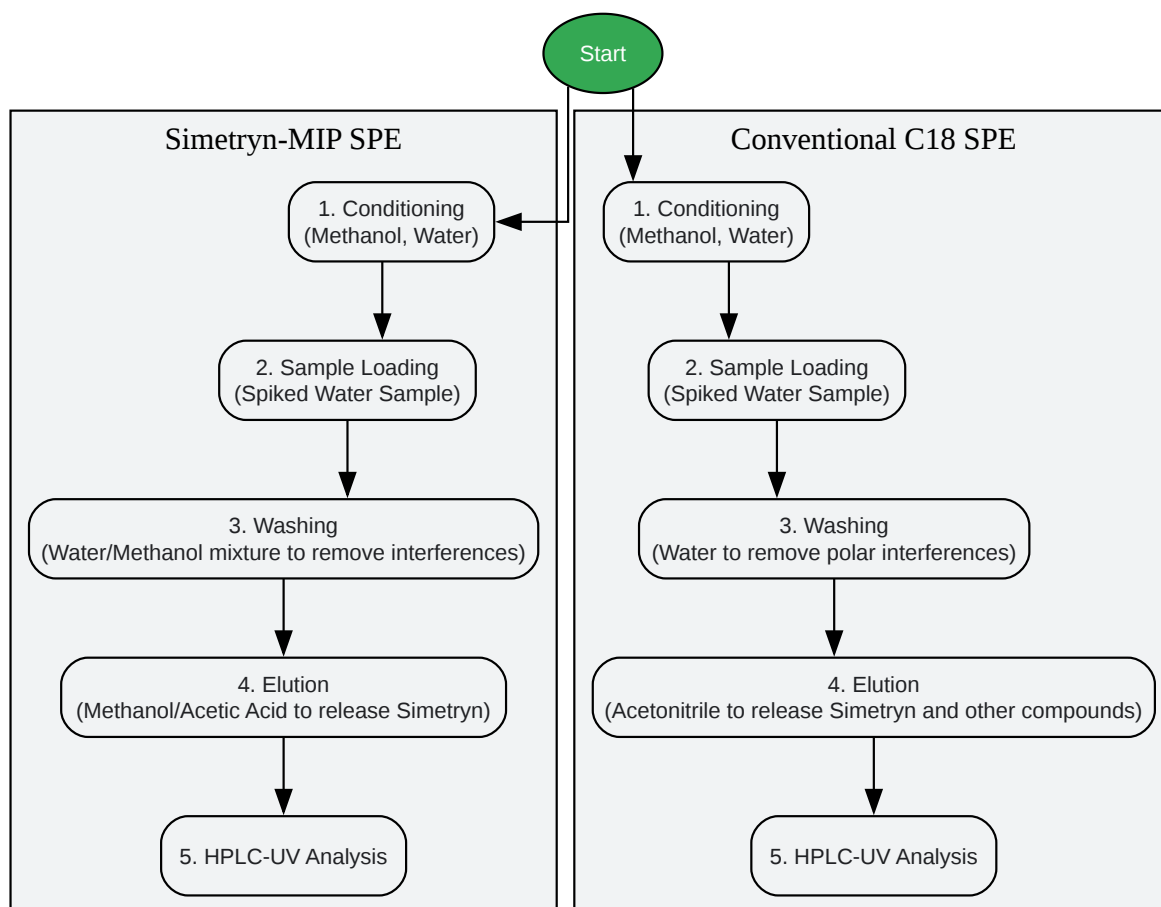 Start
Simetryn-MIP SPE
1. Conditioning
(Methanol, Water)
2. Sample Loading
(Spiked Water Sample)
3. Washing
(Water/Methanol mixture to remove interferences)
4. Elution
(Methanol/Acetic Acid to release Simetryn)
5. HPLC-UV Analysis
Conventional C18 SPE
1. Conditioning
(Methanol, Water)
2. Sample Loading
(Spiked Water Sample)
3. Washing
(Water to remove polar interferences)
4. Elution
(Acetonitrile to release Simetryn and other compounds)
5. HPLC-UV Analysis